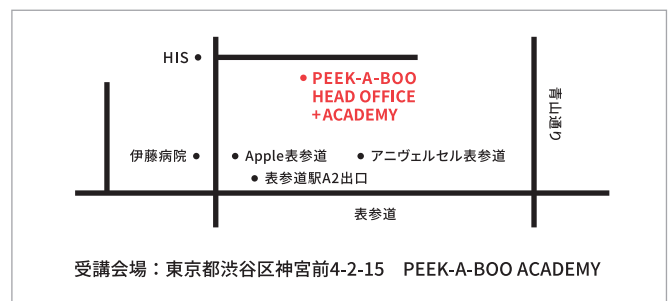 HIS
PEEK-A-BOO
HEAD OFFICE
+ACADEMY
青山通り
伊藤病院
Apple表参道
アニヴェルセル表参道
表参道駅A2出口
表参道
受講会場：東京都渋谷区神宮前4-2-15　PEEK-A-BOO ACADEMY